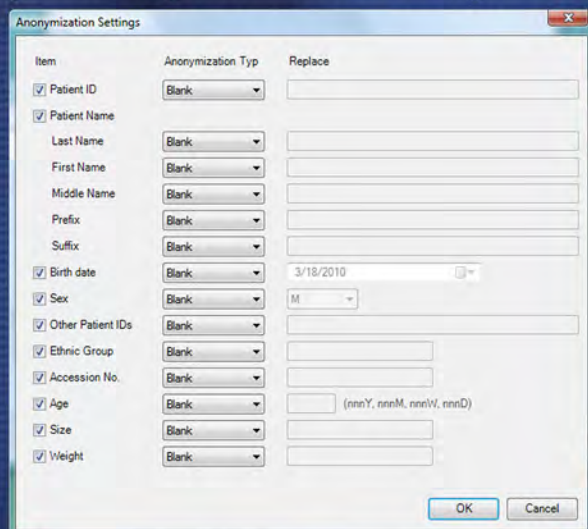 Anonymization Settings
Item Anonymization Typ Replace
Patient ID Blank
Patient Name
Last Name Blank
First Name Blank
Middle Name Blank
Prefix Blank
Suffix Blank
Birth date Blank 3/18/2010
Sex Blank M
Other Patient IDs Blank
Ethnic Group Blank
Accession No. Blank
Age Blank (nnnY, nnnM, nnnW, nnnD)
Size Blank
Weight Blank
OK Cancel